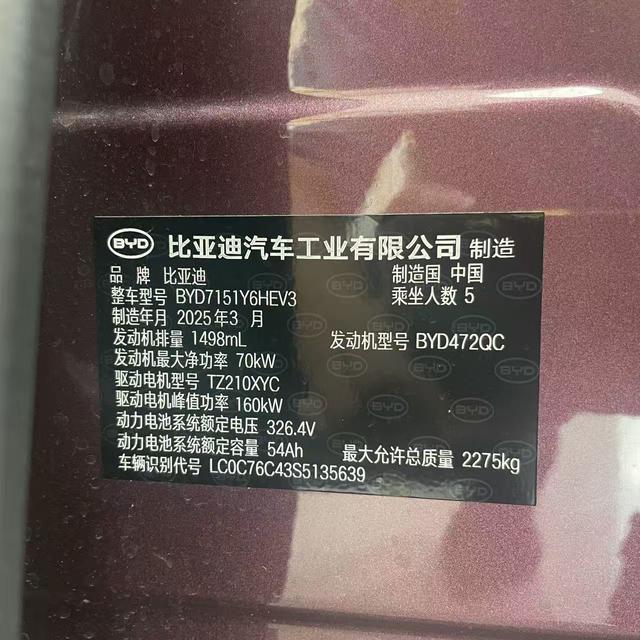 BYD 比亚迪汽车工业有限公司 制造
品 牌 比亚迪 制造国 中国
整车型号 BYD7151Y6HEV3 乘坐人数 5
制造年月 2025年3 月
发动机排量 1498mL 发动机型号 BYD472QC
发动机最大净功率 70kW
驱动电机型号 TZ210XYC
驱动电机峰值功率 160kW
动力电池系统额定电压 326.4V
动力电池系统额定容量 54Ah 最大允许总质量 2275kg
车辆识别代号 LC0C76C43S5135639